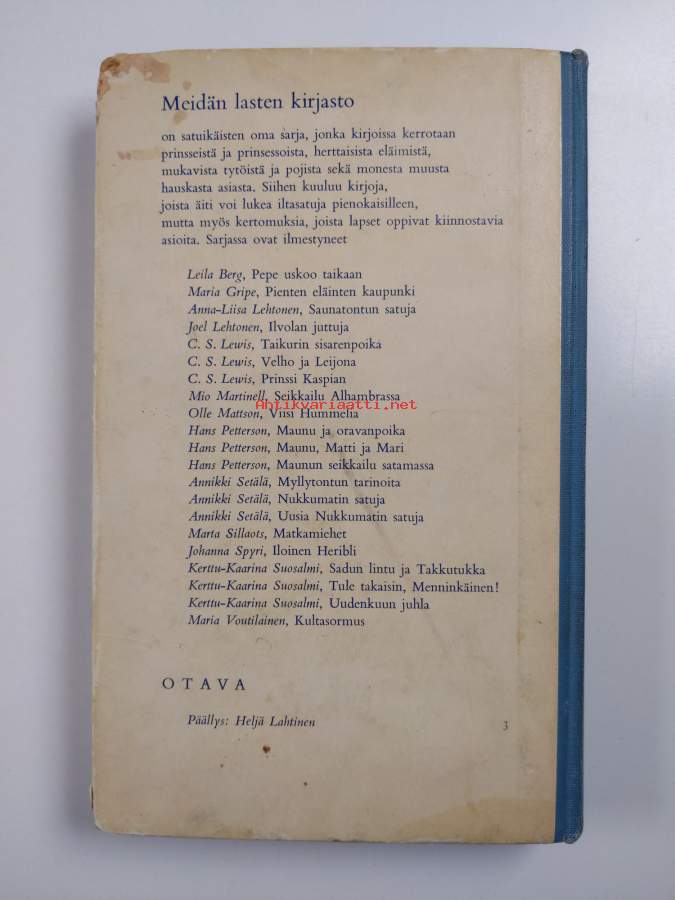 Meidän lasten kirjasto
on satuikäisten oma sarja, jonka kirjoissa kerrotaan
prinsseistä ja prinsessoista, herttaisista eläimistä,
mukavista tytöistä ja pojista sekä monesta muusta
hauskasta asiasta. Siihen kuuluu kirjoja,
joista äiti voi lukea iltasatuja pienokaisilleen,
mutta myös kertomuksia, joista lapset oppivat kiinnostavia
asioita. Sarjassa ovat ilmestyneet
Leila Berg, Pepe uskoo taikaan
Maria Gripe, Pienten eläinten kaupunki
Anna-Liisa Lehtonen, Saunatontun satuja
Joel Lehtonen, Ilvolan juttuja
C. S. Lewis, Taikurin sisarenpoika
C. S. Lewis, Velho ja Leijona
C. S. Lewis, Prinssi Kaspian
Mio Martinell, Seikkailu Alhambrassa
Antikvariaatti.net
Olle Mattson, Viisi Hummelia
Hans Petterson, Maunu ja oravanpoika
Hans Petterson, Maunu, Matti ja Mari
Hans Petterson, Maunun seikkailu satamassa
Annikki Setälä, Myllytontun tarinoita
Annikki Setälä, Nukkumatin satuja
Annikki Setälä, Uusia Nukkumatin satuja
Marta Sillaots, Matkamiehet
Johanna Spyri, Iloinen Heribli
Kerttu-Kaarina Suosalmi, Sadun lintu ja Takkutukka
Kerttu-Kaarina Suosalmi, Tule takaisin, Menninkäinen!
Kerttu-Kaarina Suosalmi, Uudenkuun juhla
Maria Voutilainen, Kultasormus
OTAVA
Päällys: Heljä Lahtinen
3